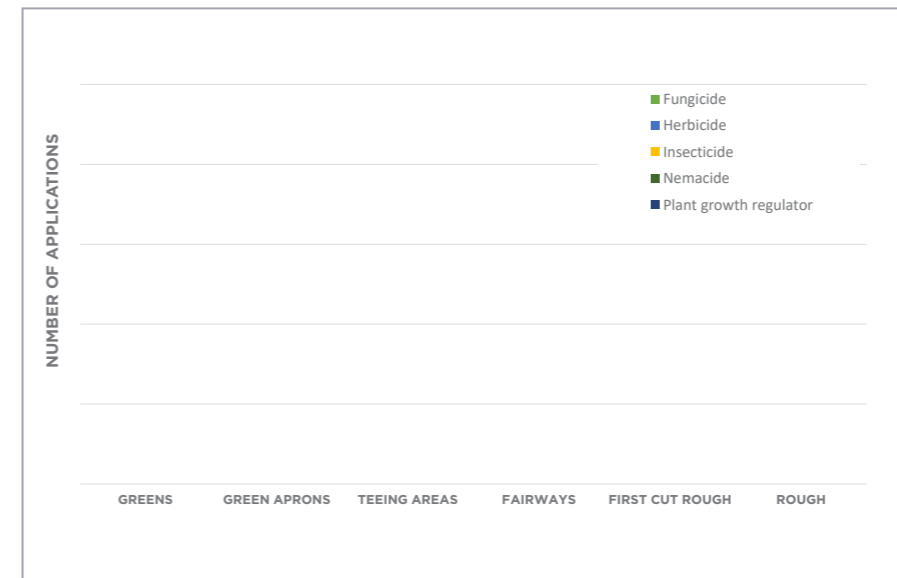 NUMBER OF APPLICATIONS
Fungicide
Herbicide
Insecticide
Nemacide
Plant growth regulator
GREENS GREEN APRONS TEEING AREAS FAIRWAYS FIRST CUT ROUGH ROUGH